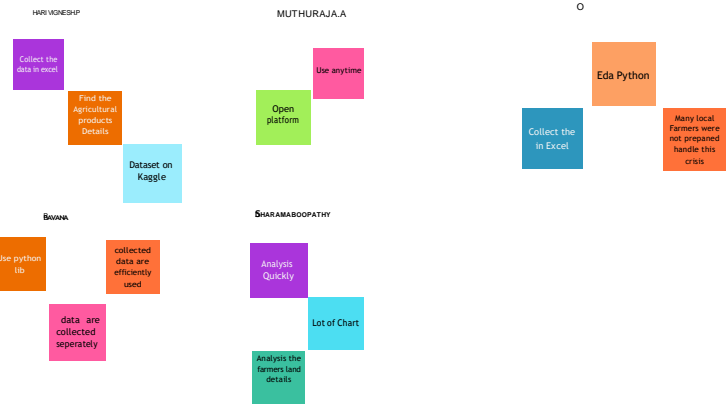 HARI VIGNESH.P
Collect the
data in excel
Find the
Agricultural
products
Details
Dataset on
Kaggle
MUTHURAJA.A
Use anytime
Open
platform
O
Eda Python
Collect the
in Excel
Many local
Farmers were
not prepaned
handle this
crisis
BAVANA
Use python
lib
collected
data are
efficiently
used
data are
collected
seperately
SHARAMABOOPATHY
Analysis
Quickly
Lot of Chart
Analysis the
farmers land
details